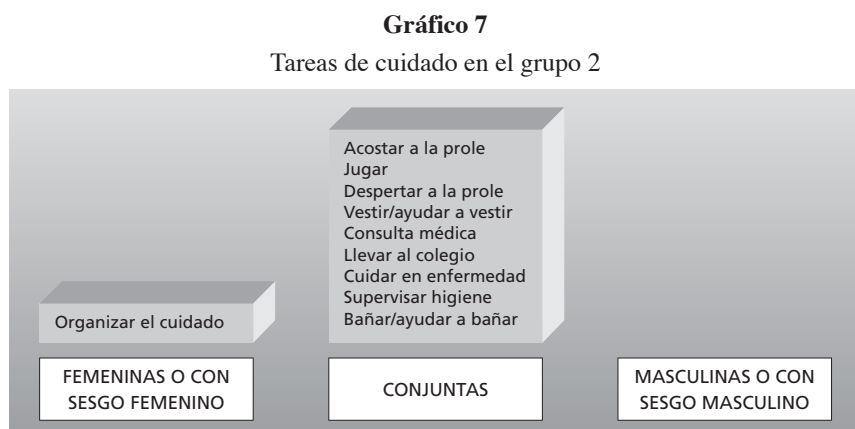 Gráfico 7
Tareas de cuidado en el grupo 2
Acostar a la prole
Jugar
Despertar a la prole
Vestir/ayudar a vestir
Consulta médica
Llevar al colegio
Cuidar en enfermedad
Supervisar higiene
Bañar/ayudar a bañar
Organizar el cuidado
FEMENINAS O CON
SESGO FEMENINO
CONJUNTAS
MASCULINAS O CON
SESGO MASCULINO